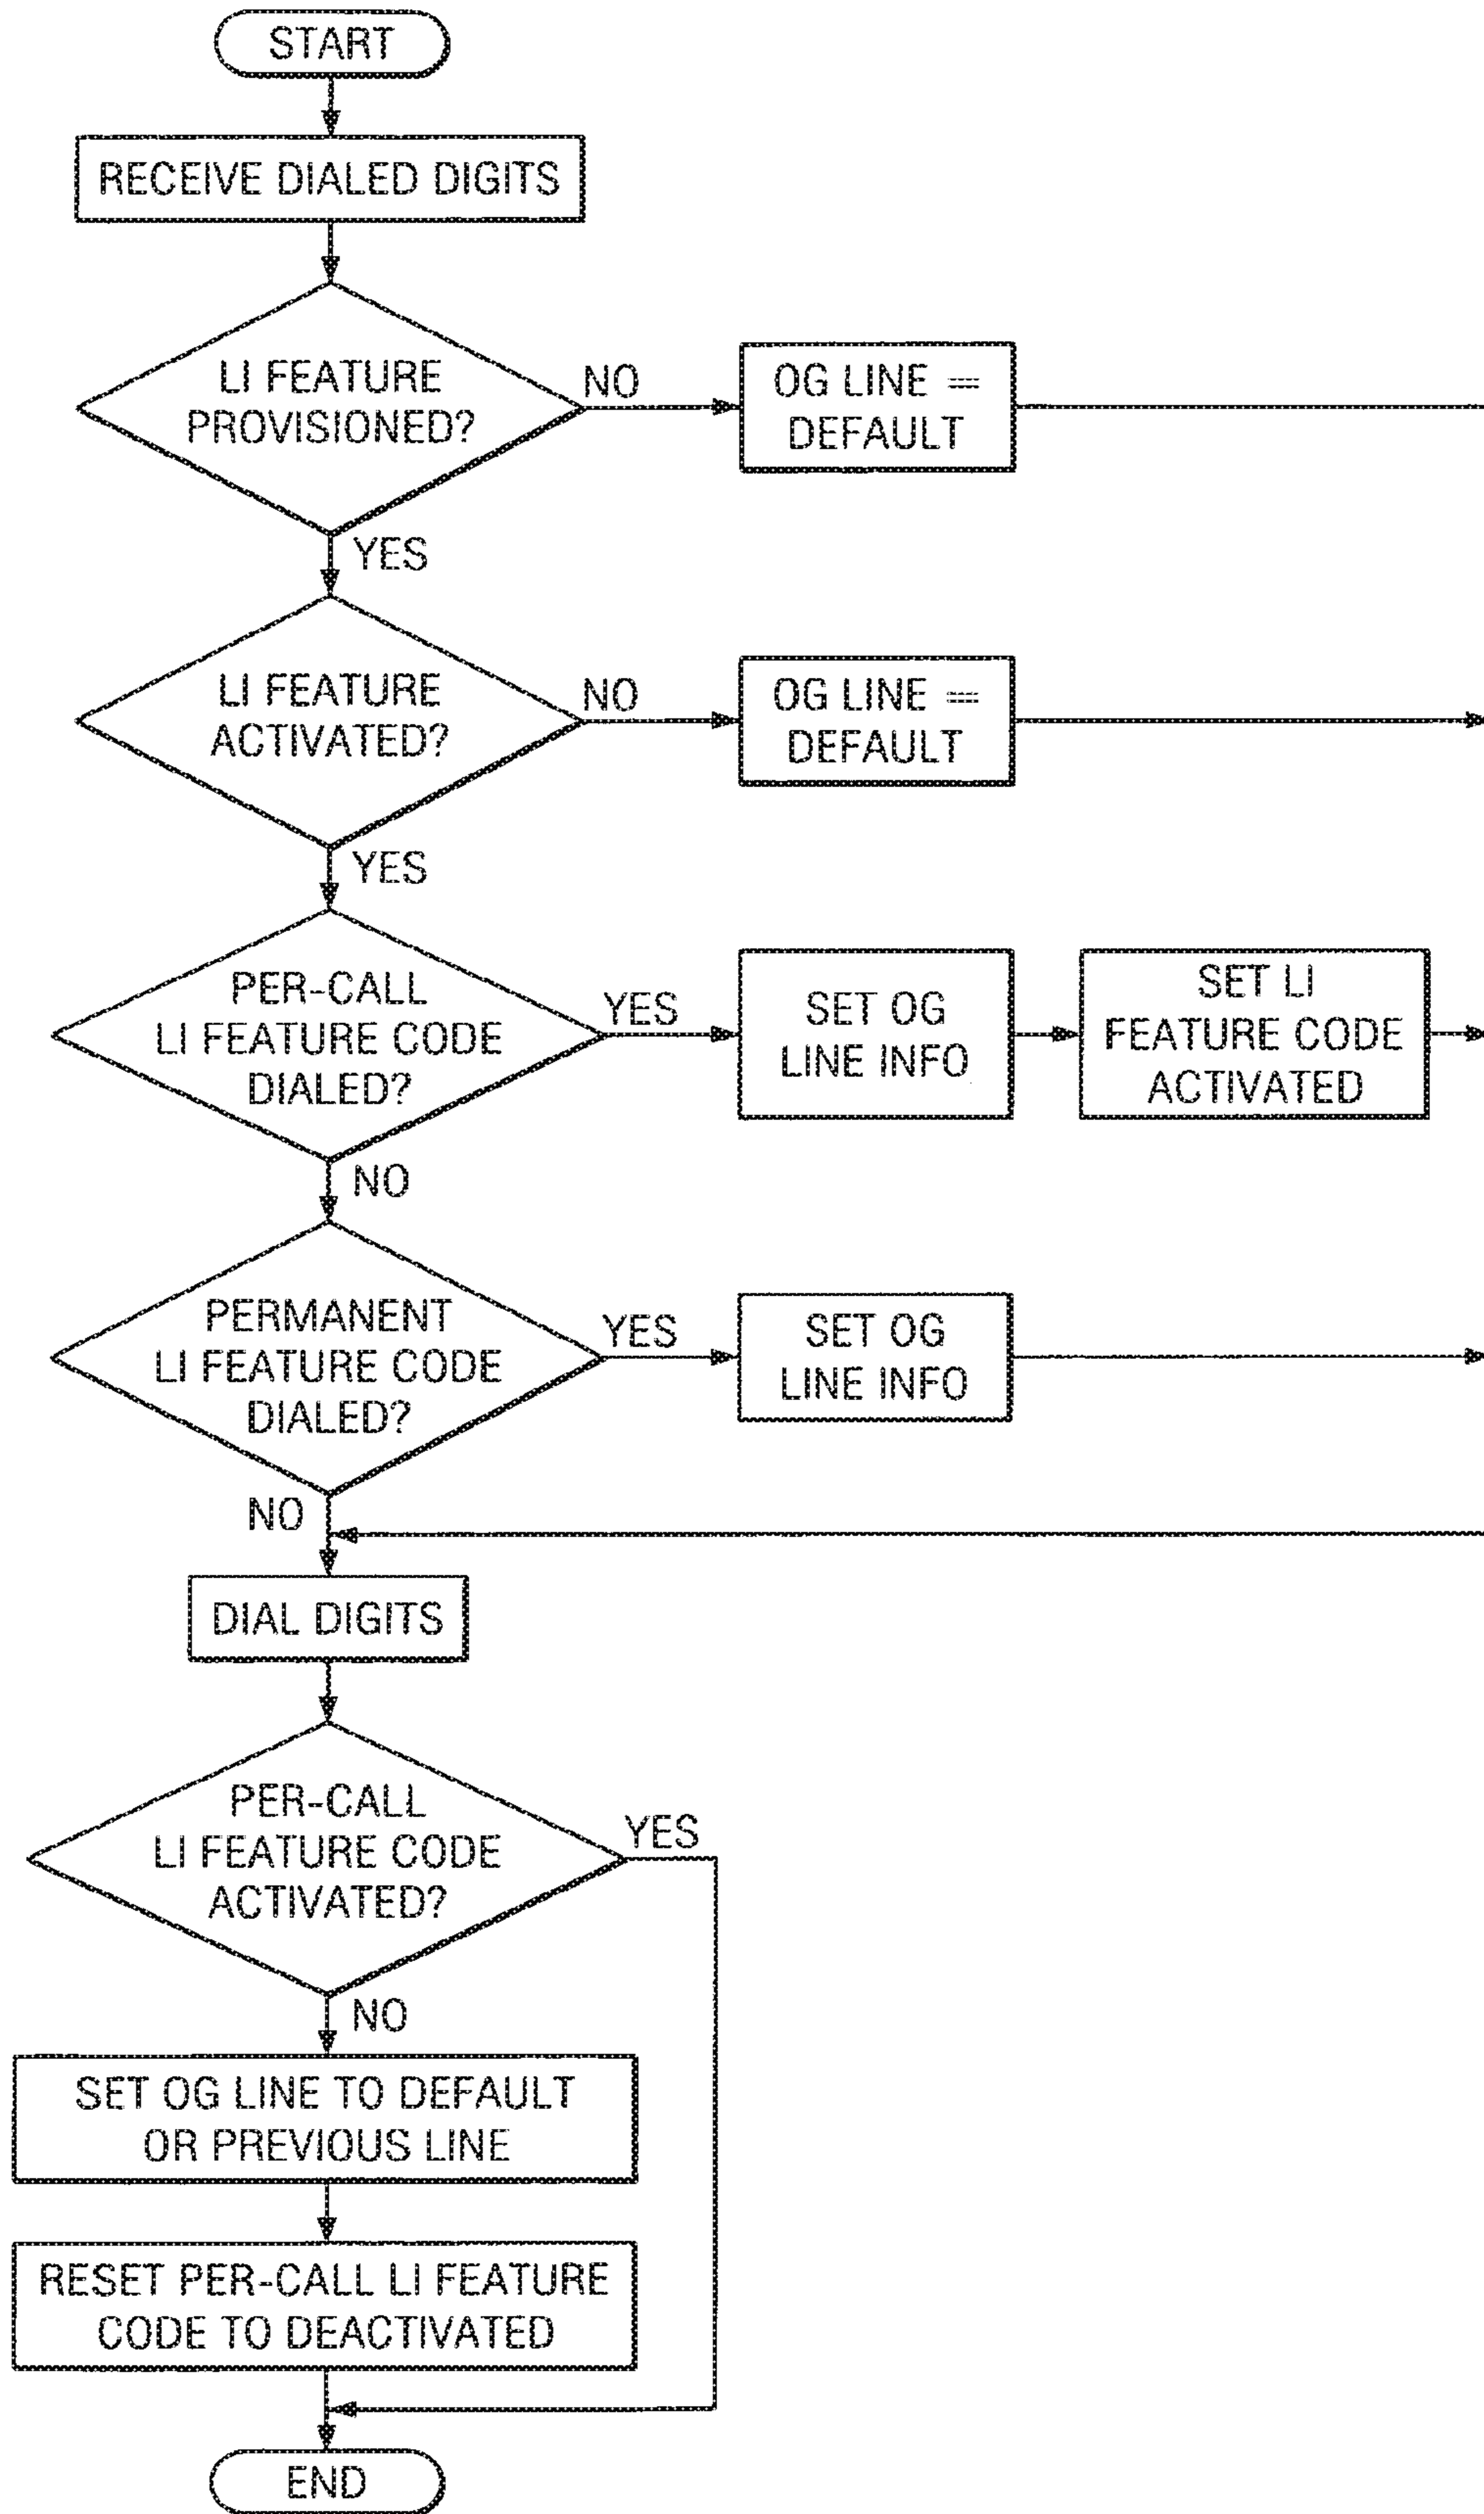 START
RECEIVE DIALED DIGITS
LI FEATURE
PROVISIONED?
NO
OG LINE =
DEFAULT
YES
LI FEATURE
ACTIVATED?
NO
OG LINE =
DEFAULT
YES
PER-CALL
LI FEATURE CODE
DIALED?
YES
SET OG
LINE INFO
SET LI
FEATURE CODE
ACTIVATED
NO
PERMANENT
LI FEATURE CODE
DIALED?
YES
SET OG
LINE INFO
NO
DIAL DIGITS
PER-CALL
LI FEATURE CODE
ACTIVATED?
YES
NO
SET OG LINE TO DEFAULT
OR PREVIOUS LINE
RESET PER-CALL LI FEATURE
CODE TO DEACTIVATED
END